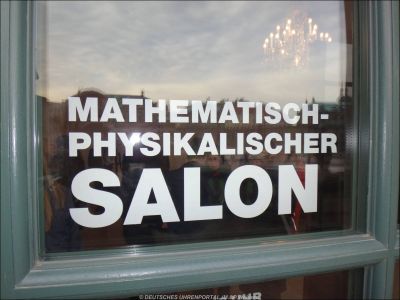 MATHEMATISCH-
PHYSIKALISCHER
SALON
© DEUTSCHES UHRENPORTAL